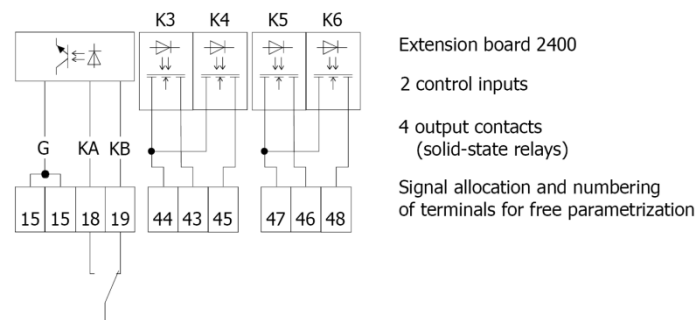 K3 K4 K5 K6
Extension board 2400
2 control inputs
4 output contacts
(solid-state relays)
G KA KB
Signal allocation and numbering
of terminals for free parametrization
15 15 18 19 44 43 45 47 46 48